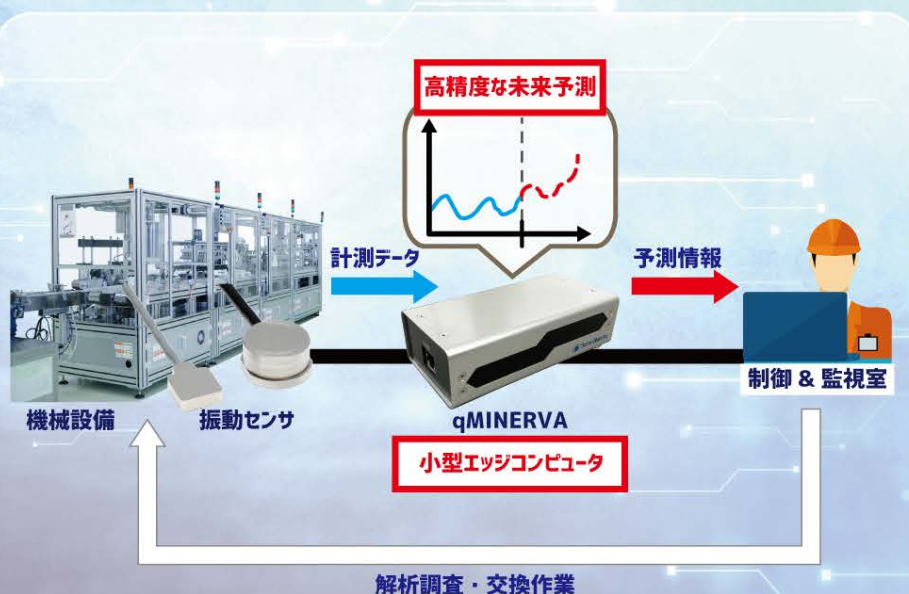 高精度な未来予測
計測データ
予測情報
機械設備
振動センサ
qMINERVA
制御 & 監視室
小型エッジコンピュータ
解析調査・交換作業